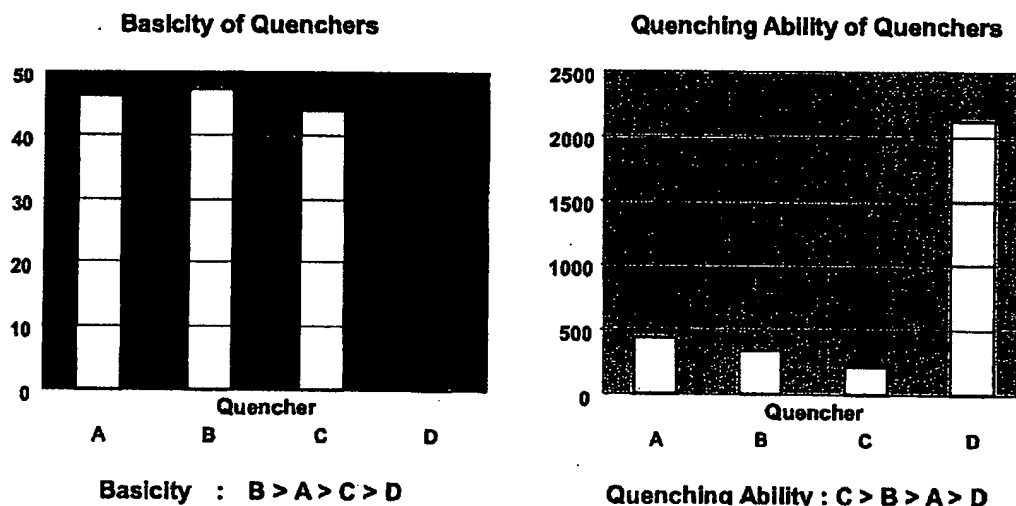 Basicity of Quenchers
50
40
30
20
10
0
Quencher
A B C D
Basicity : B > A > C > D
Quenching Ability of Quenchers
2500
2000
1500
1000
500
0
Quencher
A B C D
Quenching Ability : C > B > A > D